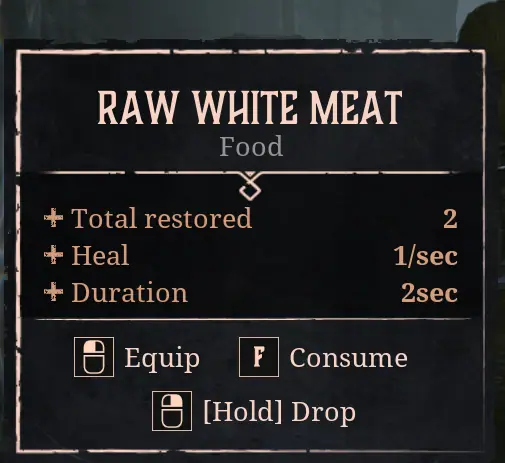 RAW WHITE MEAT
Food
Total restored 2
Heal 1/sec
Duration 2sec
Equip F Consume
[Hold] Drop